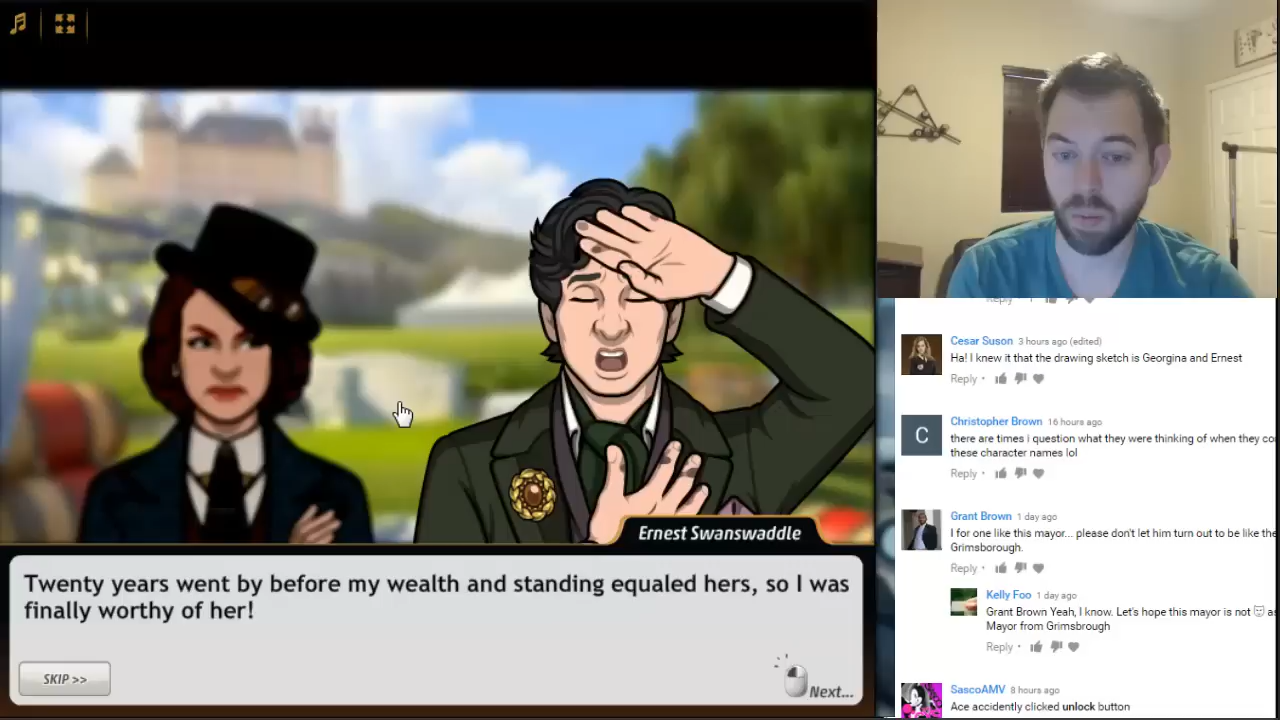 Ernest Swanswaddle
Twenty years went by before my wealth and standing equaled hers, so I was
finally worthy of her!
SKIP >>
Next...
Reply
Cesar Suson 3 hours ago (edited)
Ha! I knew it that the drawing sketch is Georgina and Ernest
Reply
C
Christopher Brown 16 hours ago
there are times i question what they were thinking of when they co
these character names lol
Reply
Grant Brown 1 day ago
I for one like this mayor... please don't let him turn out to be like the
Grimsborough.
Reply
Kelly Foo 1 day ago
Grant Brown Yeah, I know. Let's hope this mayor is not 😈 as
Mayor from Grimsbrough
Reply
SascoAMV 8 hours ago
Ace accidently clicked unlock button